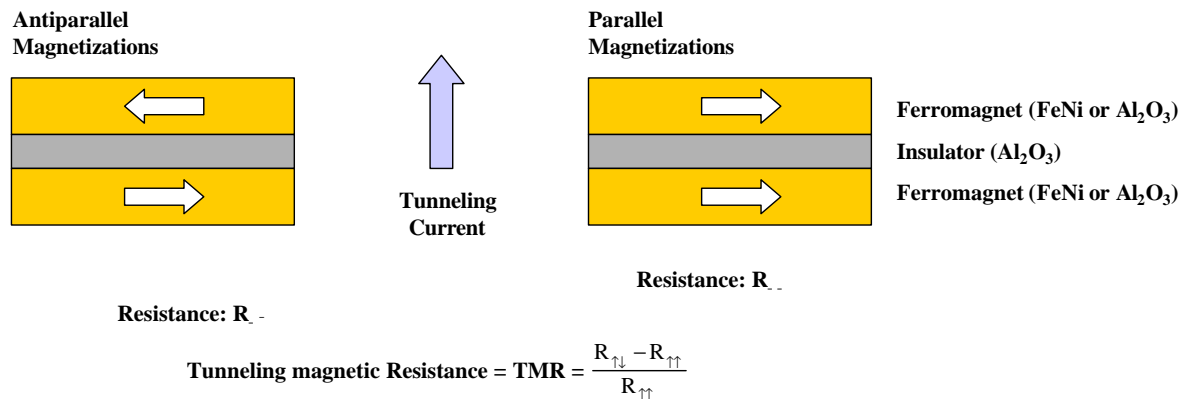 Antiparallel
Magnetizations
Parallel
Magnetizations
Ferromagnet (FeNi or Al₂O₃)
Insulator (Al₂O₃)
Ferromagnet (FeNi or Al₂O₃)
Tunneling
Current
Resistance: R₋ ₋
Resistance: R₋ ₋
Tunneling magnetic Resistance = TMR = (R↑↓ − R↑↑) / R↑↑